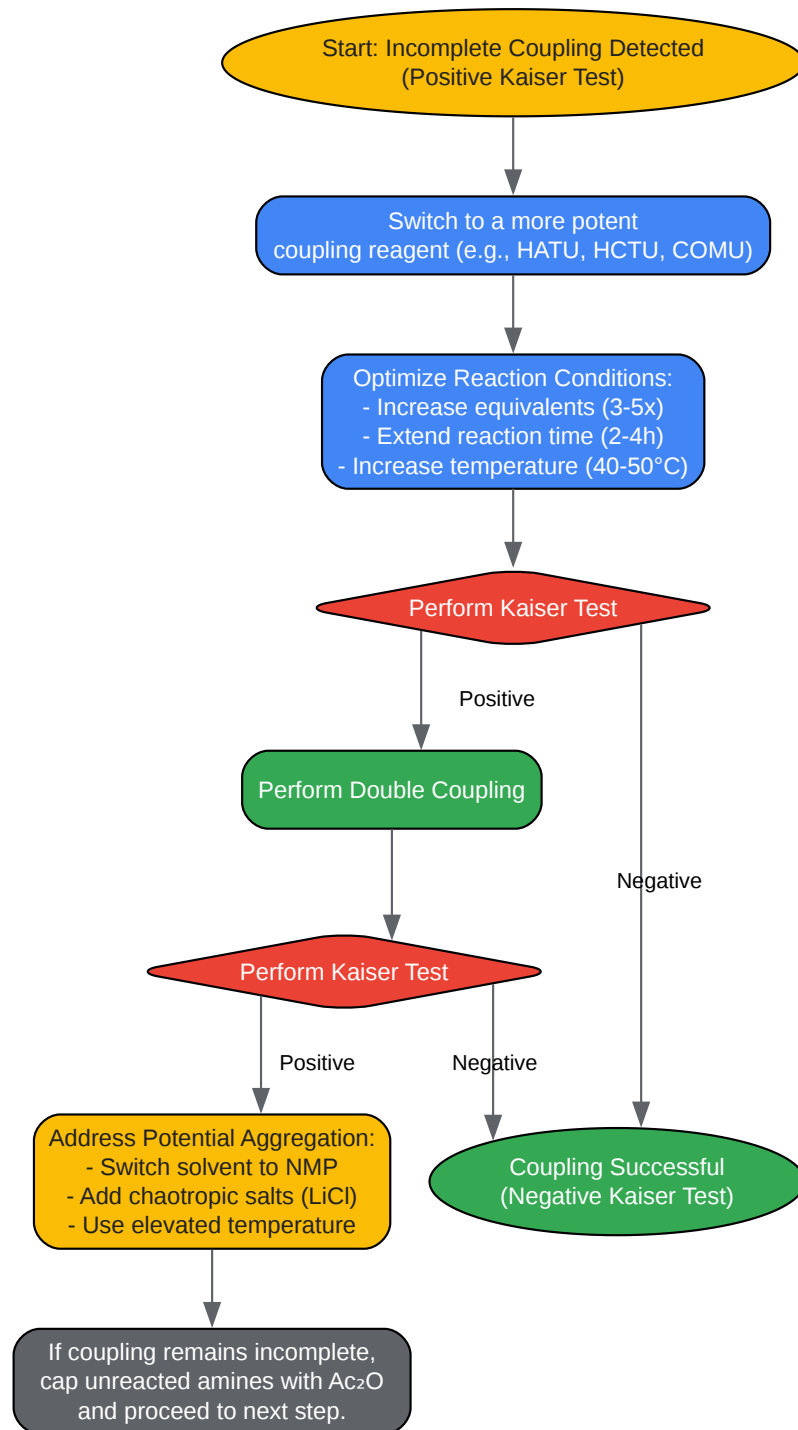 Start: Incomplete Coupling Detected
(Positive Kaiser Test)
Switch to a more potent
coupling reagent (e.g., HATU, HCTU, COMU)
Optimize Reaction Conditions:
- Increase equivalents (3-5x)
- Extend reaction time (2-4h)
- Increase temperature (40-50°C)
Perform Kaiser Test
Positive
Perform Double Coupling
Negative
Perform Kaiser Test
Positive
Negative
Address Potential Aggregation:
- Switch solvent to NMP
- Add chaotropic salts (LiCl)
- Use elevated temperature
Coupling Successful
(Negative Kaiser Test)
If coupling remains incomplete,
cap unreacted amines with Ac₂O
and proceed to next step.